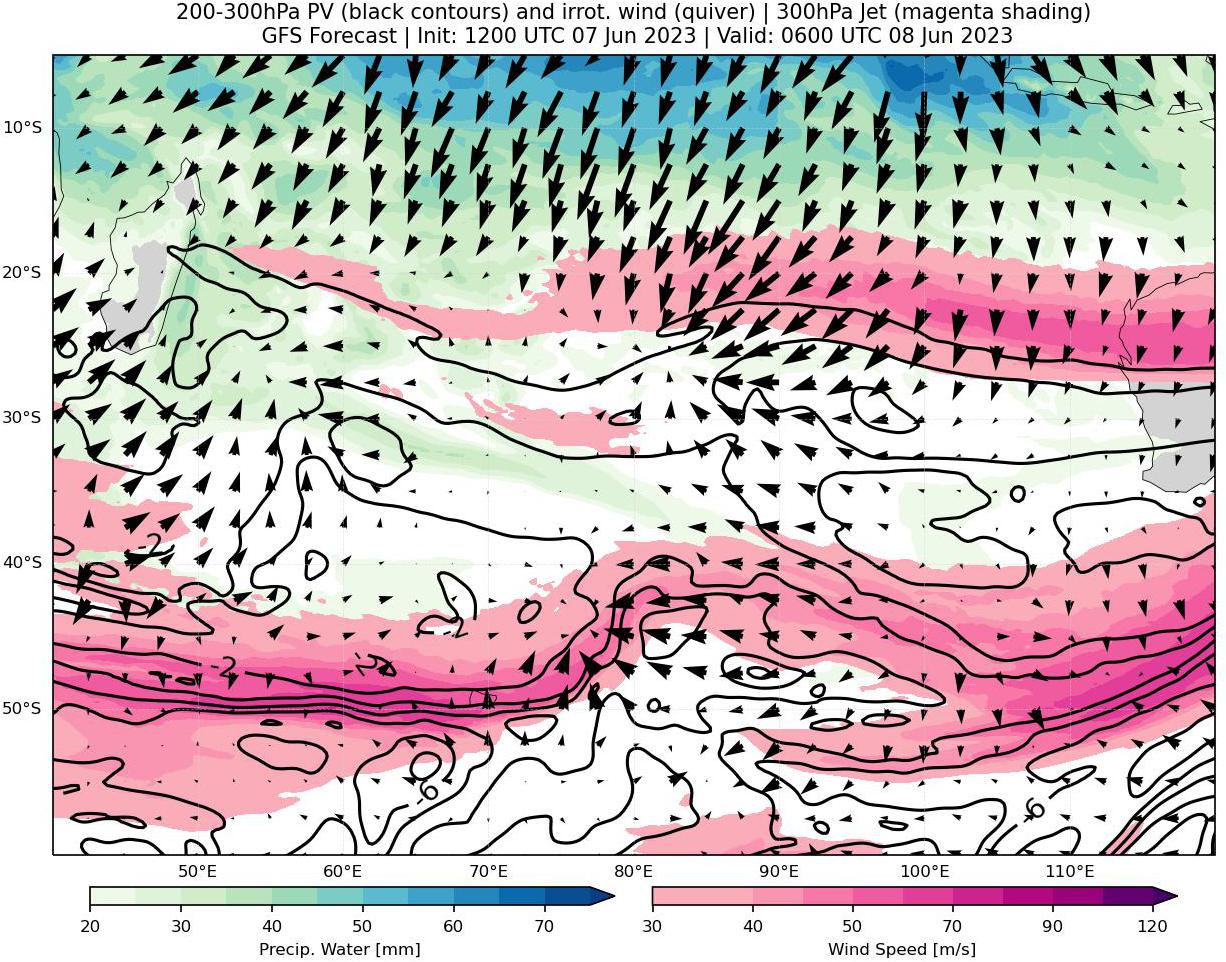 200-300hPa PV (black contours) and irrot. wind (quiver) | 300hPa Jet (magenta shading)
GFS Forecast | Init: 1200 UTC 07 Jun 2023 | Valid: 0600 UTC 08 Jun 2023
10°S
20°S
30°S
-2
40°S
-2
-2
-2
50°S
-6
-6
50°E 60°E 70°E 80°E 90°E 100°E 110°E
20 30 40 50 60 70
30 40 50 70 90 120
Precip. Water [mm]
Wind Speed [m/s]